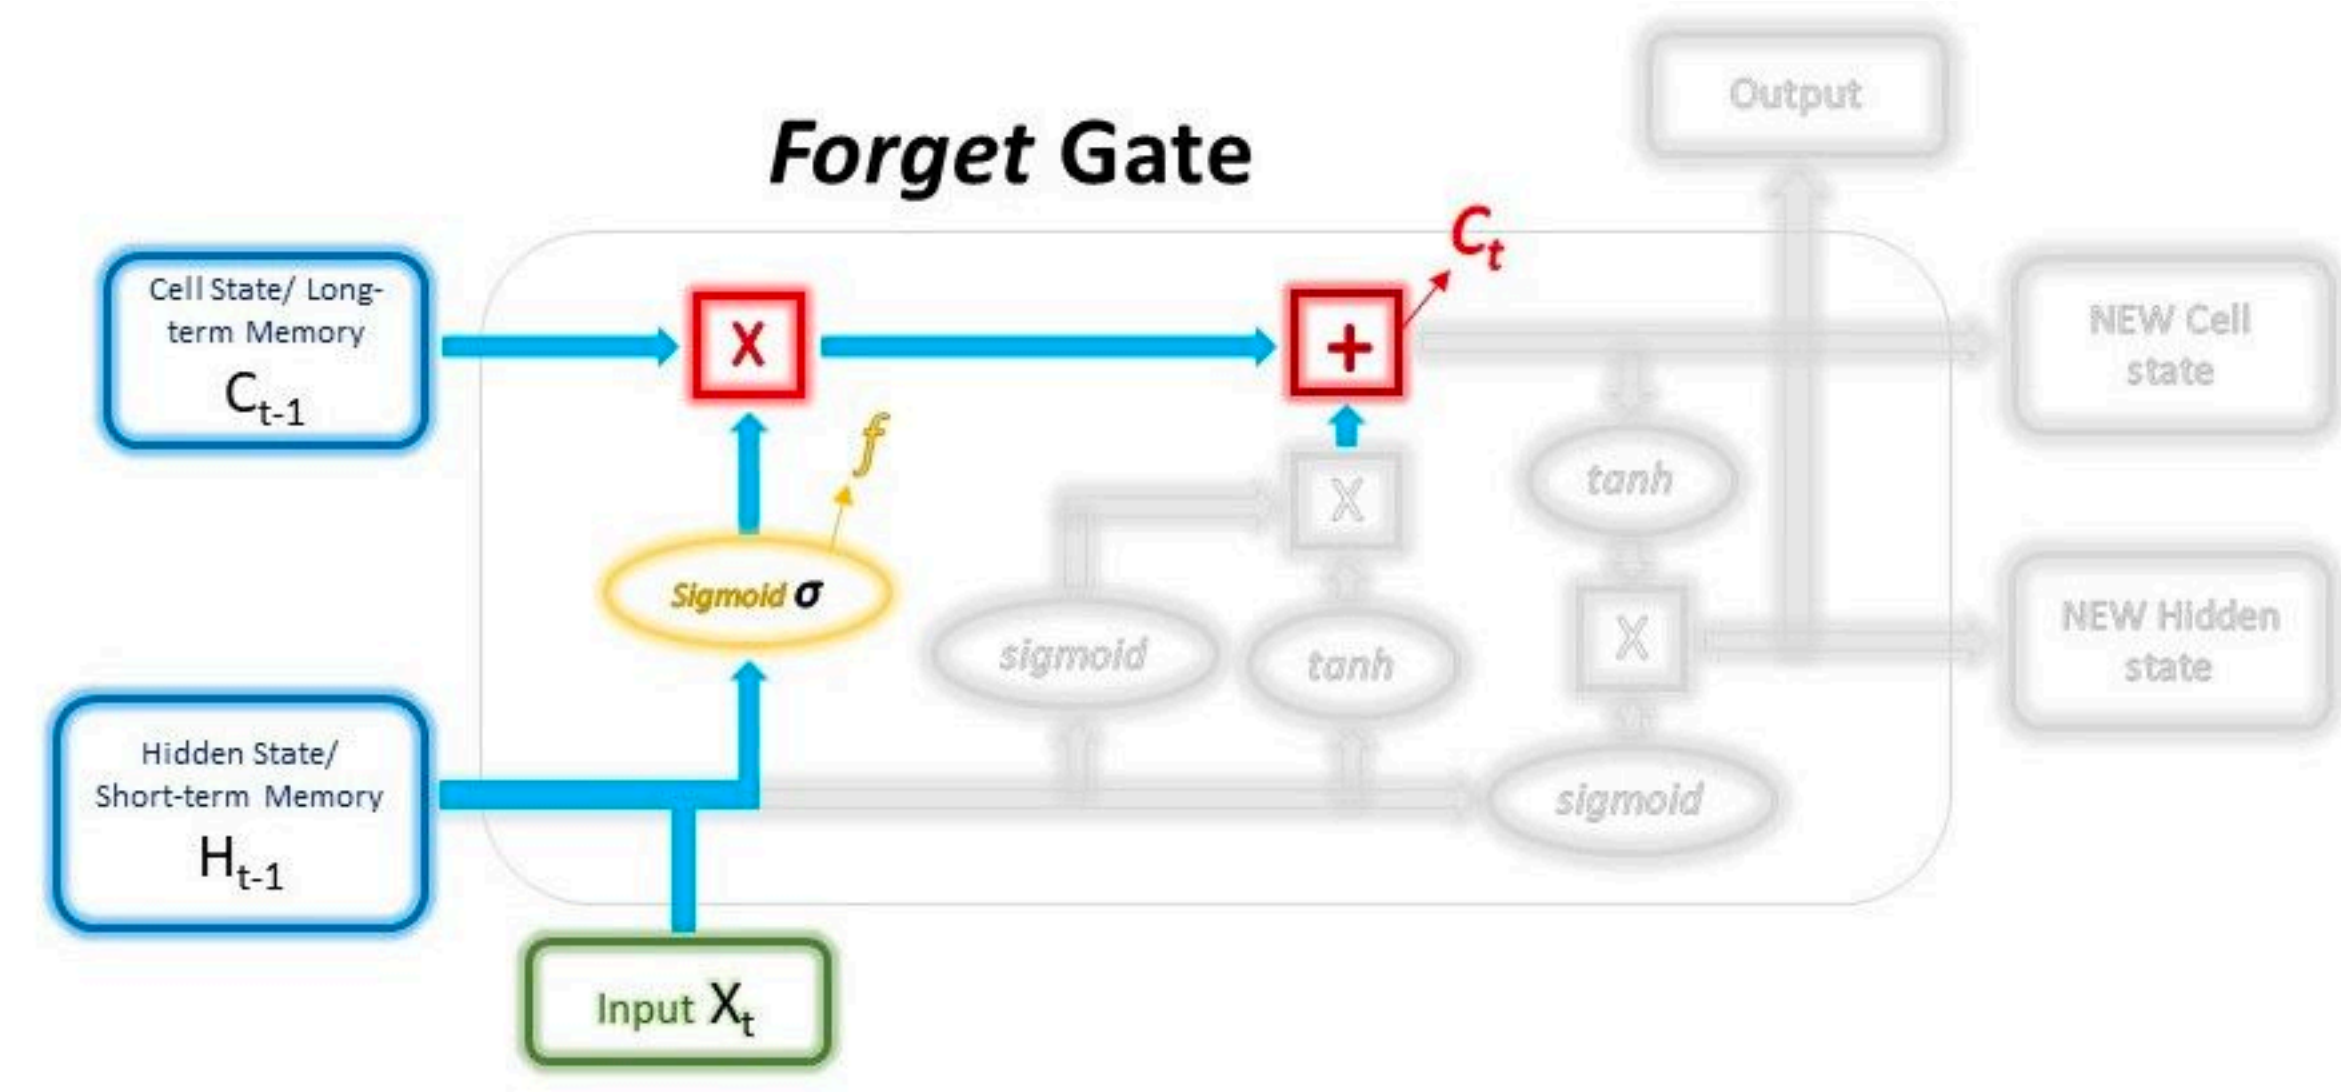 Output
Forget Gate
Cell State/ Long-
term Memory
Ct-1
X
+
Ct
NEW Cell
state
f
X
tanh
Sigmoid σ
sigmoid
tanh
X
NEW Hidden
state
Hidden State/
Short-term Memory
Ht-1
sigmoid
Input Xt